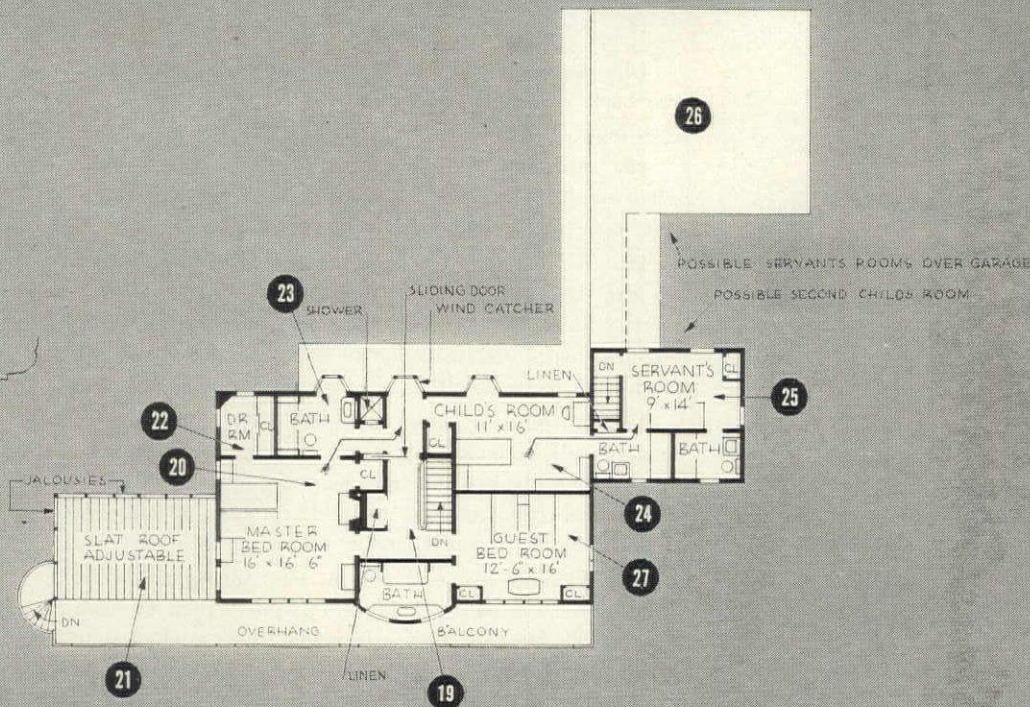 26
POSSIBLE SERVANTS ROOMS OVER GARAGE
POSSIBLE SECOND CHILDS ROOM
23
SHOWER
SLIDING DOOR
WIND CATCHER
LINEN
DN
SERVANT'S
ROOM
9' x 14'
CL
25
22
DR
RM
CL
BATH
CHILD'S ROOM
11' x 16'
CL
BATH
BATH
20
CL
24
JALOUSIES
SLAT ROOF
ADJUSTABLE
MASTER
BED ROOM
16' x 16' 6"
DN
GUEST
BED ROOM
12'-6" x 16'
27
BATH
CL
CL
DN
OVERHANG
BALCONY
21
LINEN
19